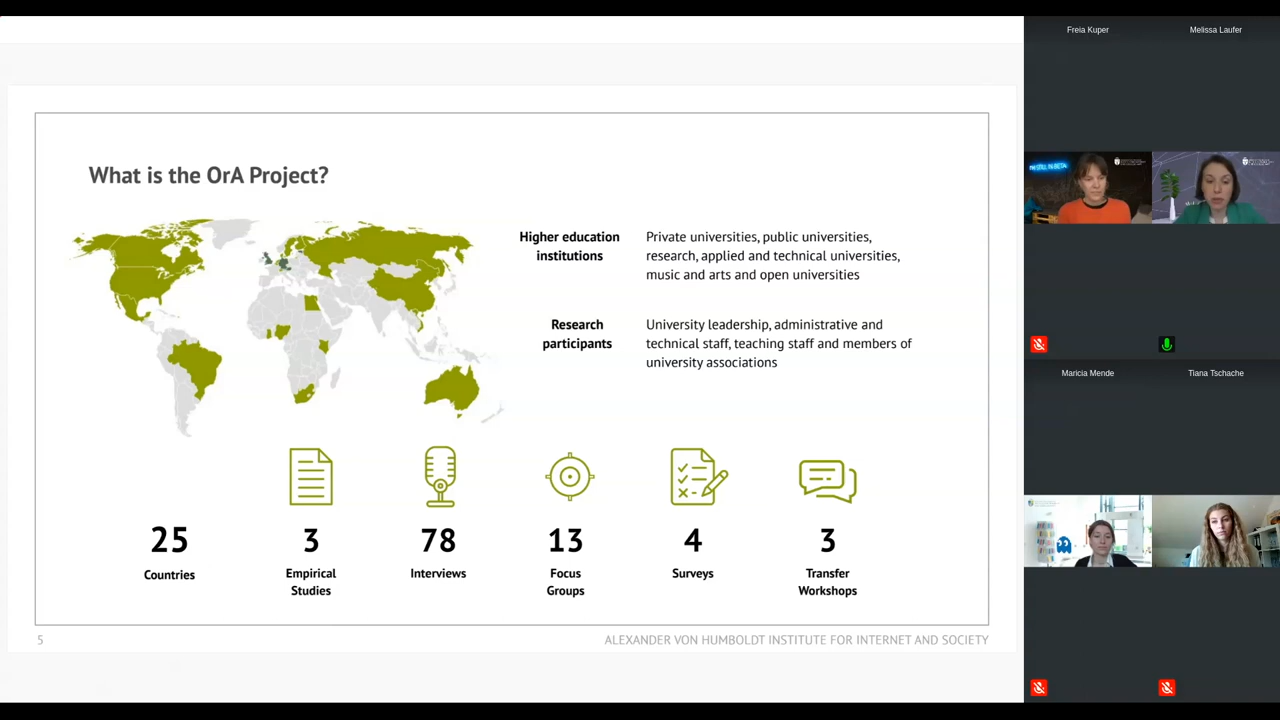 Freia Kuper
Melissa Laufer
What is the OrA Project?
Higher education
institutions
Private universities, public universities,
research, applied and technical universities,
music and arts and open universities
Research
participants
University leadership, administrative and
technical staff, teaching staff and members of
university associations
Maricia Mende
Tiana Tschache
25
Countries
3
Empirical
Studies
78
Interviews
13
Focus
Groups
4
Surveys
3
Transfer
Workshops
5
ALEXANDER VON HUMBOLDT INSTITUTE FOR INTERNET AND SOCIETY